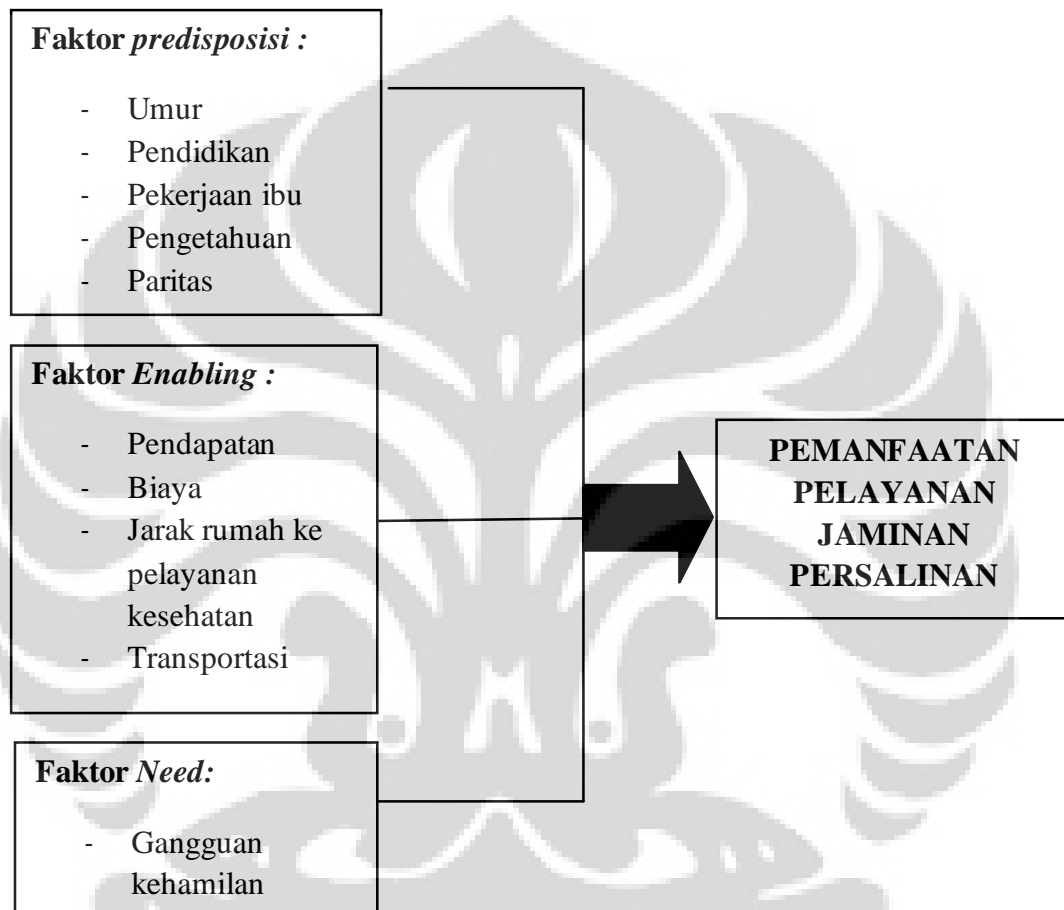 Faktor predisposisi :
- Umur
- Pendidikan
- Pekerjaan ibu
- Pengetahuan
- Paritas
Faktor Enabling :
- Pendapatan
- Biaya
- Jarak rumah ke
pelayanan
kesehatan
- Transportasi
Faktor Need:
- Gangguan
kehamilan
PEMANFAATAN
PELAYANAN
JAMINAN
PERSALINAN